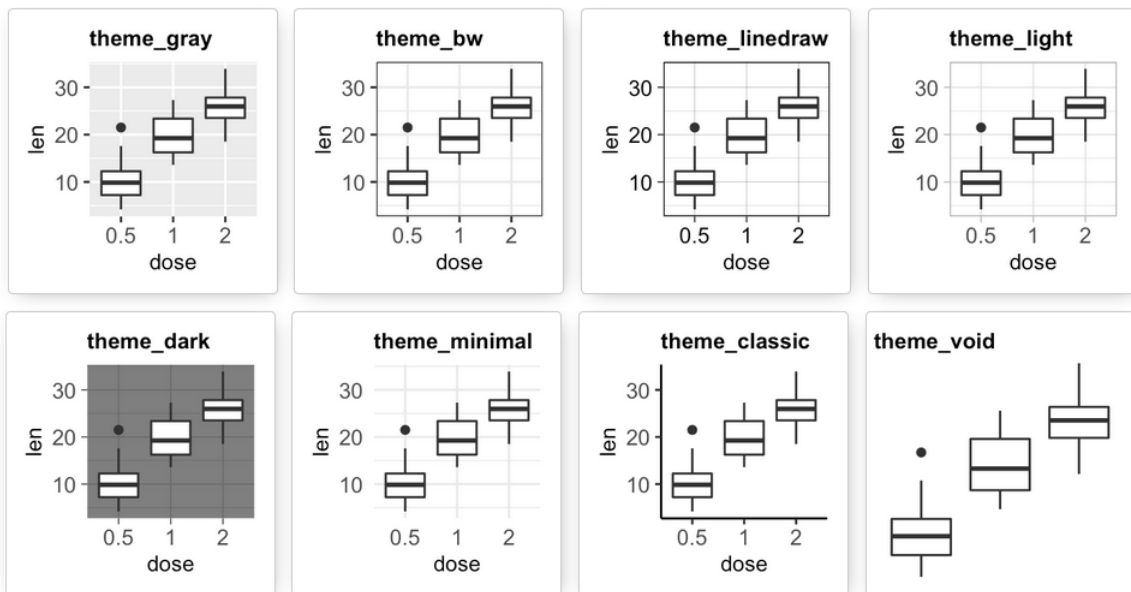 theme_gray
30
20
10
len
0.5 1 2
dose
theme_bw
30
20
10
len
0.5 1 2
dose
theme_linedraw
30
20
10
len
0.5 1 2
dose
theme_light
30
20
10
len
0.5 1 2
dose
theme_dark
30
20
10
len
0.5 1 2
dose
theme_minimal
30
20
10
len
0.5 1 2
dose
theme_classic
30
20
10
len
0.5 1 2
dose
theme_void